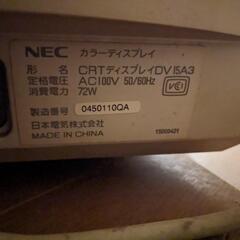 NEC カラーディスプレイ
形 名 CRTディスプレイDV15A3
定格電圧 AC100V 50/60Hz
消費電力 72W
VCCI
製造番号 0450110QA
日本電気株式会社
MADE IN CHINA 15000421